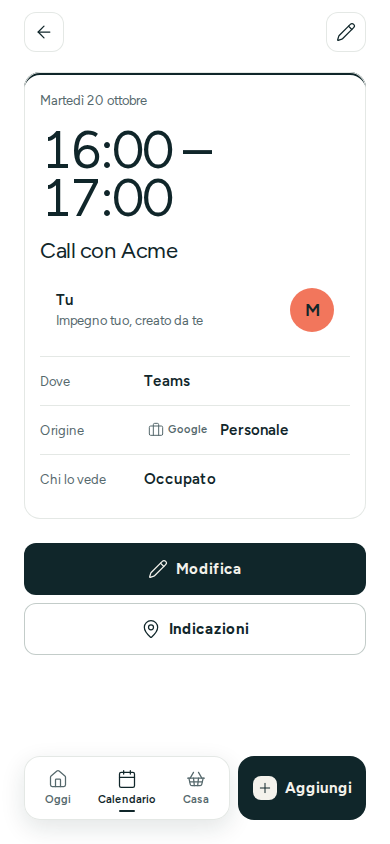 Martedì 20 ottobre
16:00 –
17:00
Call con Acme
Tu
Impegno tuo, creato da te
M
Dove Teams
Origine Google Personale
Chi lo vede Occupato
Modifica
Indicazioni
Oggi Calendario Casa Aggiungi